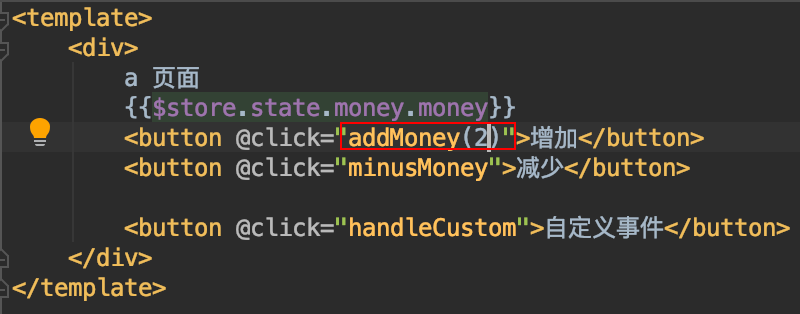 <template>
<div>
a 页面
{{$store.state.money.money}}
<button @click="addMoney(2)">增加</button>
<button @click="minusMoney">减少</button>
<button @click="handleCustom">自定义事件</button>
</div>
</template>